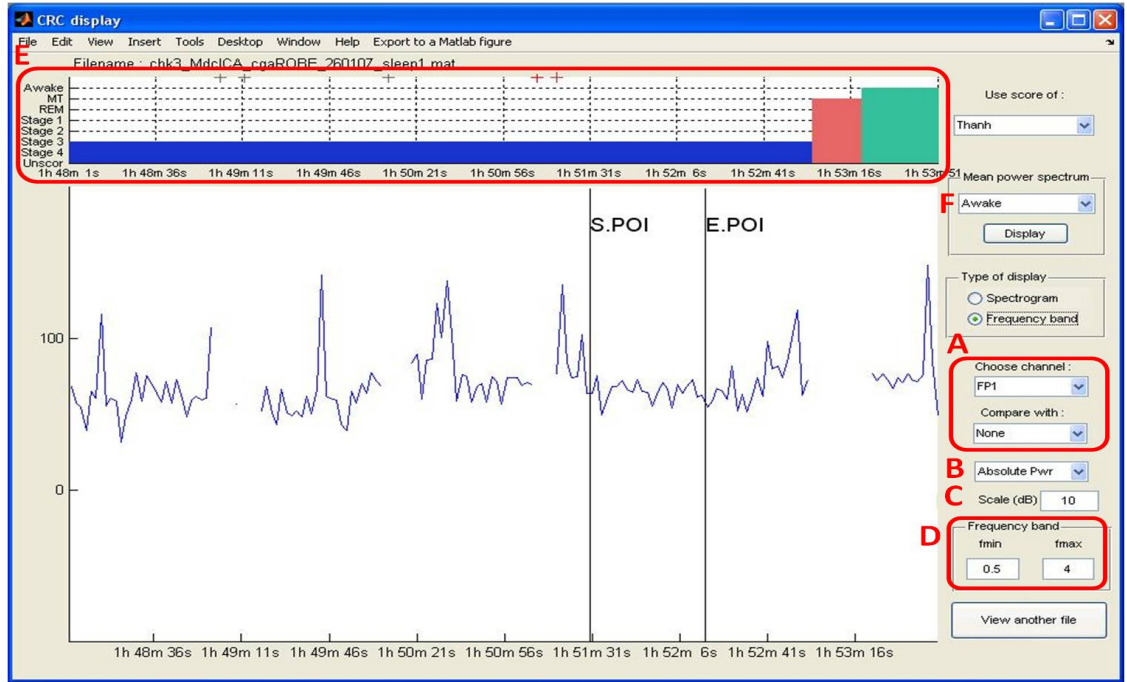 CRC display
File Edit View Insert Tools Desktop Window Help Export to a Matlab figure
E
Filename : chk3_MdcICA_cgaROBE_260107_sleep1.mat
Awake
MT
REM
Stage 1
Stage 2
Stage 3
Stage 4
Unscor
1h 48m 1s 1h 48m 36s 1h 49m 11s 1h 49m 46s 1h 50m 21s 1h 50m 56s 1h 51m 31s 1h 52m 6s 1h 52m 41s 1h 53m 16s 1h 53m 51
S.POI E.POI
100
0
1h 48m 36s 1h 49m 11s 1h 49m 46s 1h 50m 21s 1h 50m 56s 1h 51m 31s 1h 52m 6s 1h 52m 41s 1h 53m 16s
Use score of :
Thanh
Mean power spectrum
F
Awake
Display
Type of display
Spectrogram
Frequency band
A
Choose channel :
FP1
Compare with :
None
B
Absolute Pwr
C
Scale (dB) 10
D
Frequency band
fmin fmax
0.5 4
View another file